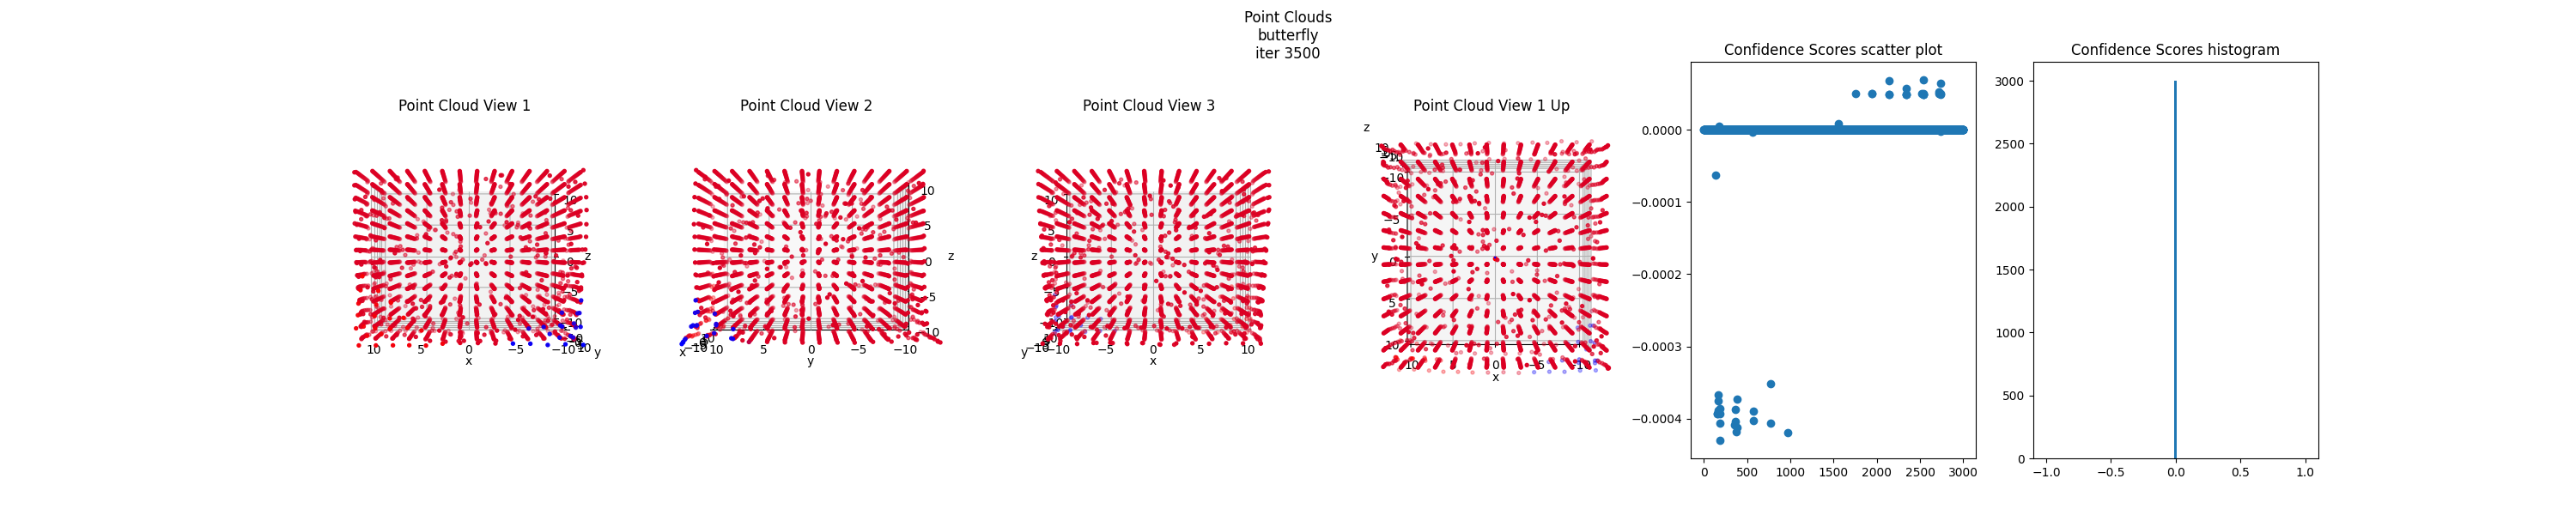 Point Clouds
butterfly
iter 3500
Point Cloud View 1
10 5 0 −5 −10
x
y
z
10
5
0
−5
−10
Point Cloud View 2
x
10 5 0 −5 −10
y
z
10
5
0
−5
−10
Point Cloud View 3
z
10
5
0
−5
−10
y
−10 −5 0 5 10
x
Point Cloud View 1 Up
z
10
−10
−5
0
5
10
y
10 5 0 −5 −10
x
Confidence Scores scatter plot
0.0000
−0.0001
−0.0002
−0.0003
−0.0004
0 500 1000 1500 2000 2500 3000
Confidence Scores histogram
3000
2500
2000
1500
1000
500
0
−1.0 −0.5 0.0 0.5 1.0